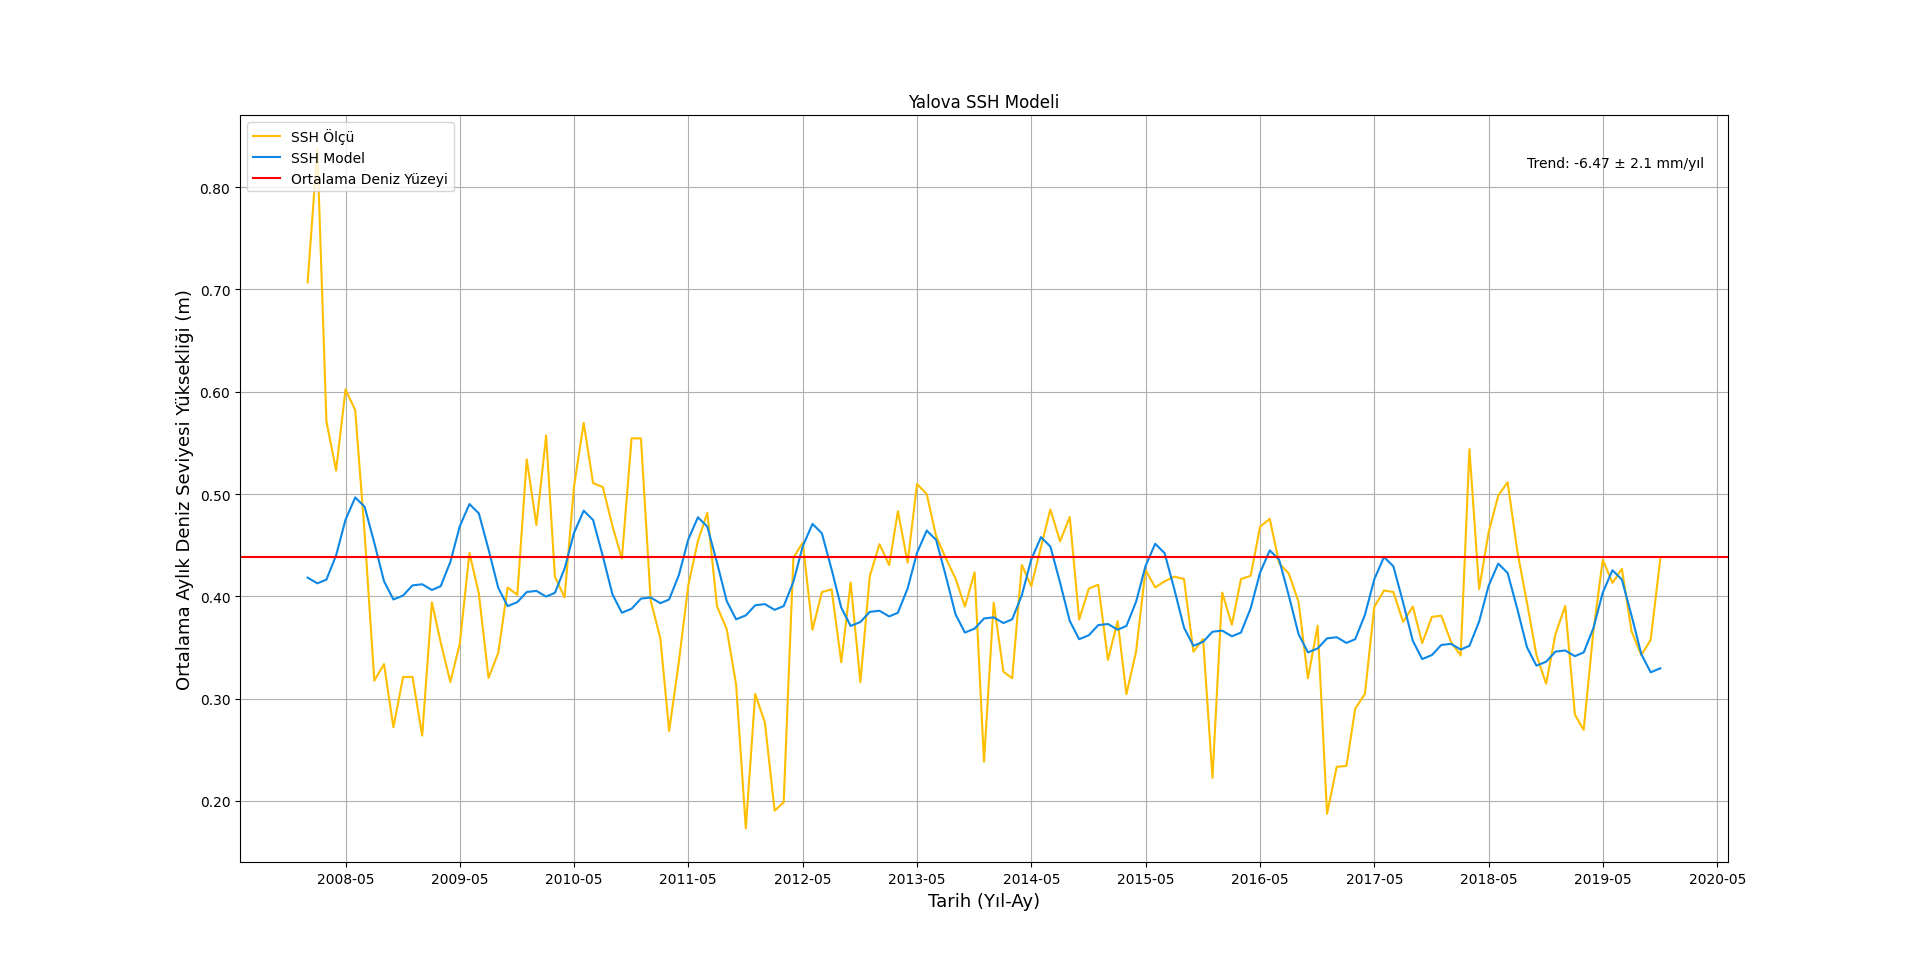 Yalova SSH Modeli
SSH Ölçü
SSH Model
Ortalama Deniz Yüzeyi
Trend: -6.47 ± 2.1 mm/yıl
Ortalama Aylık Deniz Seviyesi Yüksekliği (m)
0.80
0.70
0.60
0.50
0.40
0.30
0.20
2008-05
2009-05
2010-05
2011-05
2012-05
2013-05
2014-05
2015-05
2016-05
2017-05
2018-05
2019-05
2020-05
Tarih (Yıl-Ay)